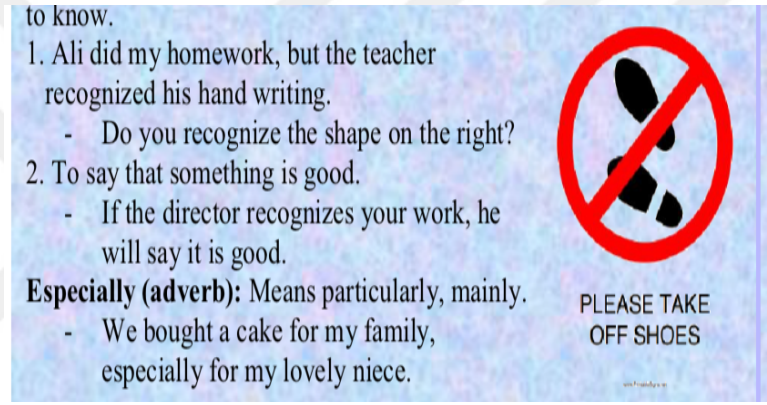 to know.
1. Ali did my homework, but the teacher
recognized his hand writing.
- Do you recognize the shape on the right?
2. To say that something is good.
- If the director recognizes your work, he
will say it is good.
Especially (adverb): Means particularly, mainly.
- We bought a cake for my family,
especially for my lovely niece.
PLEASE TAKE
OFF SHOES